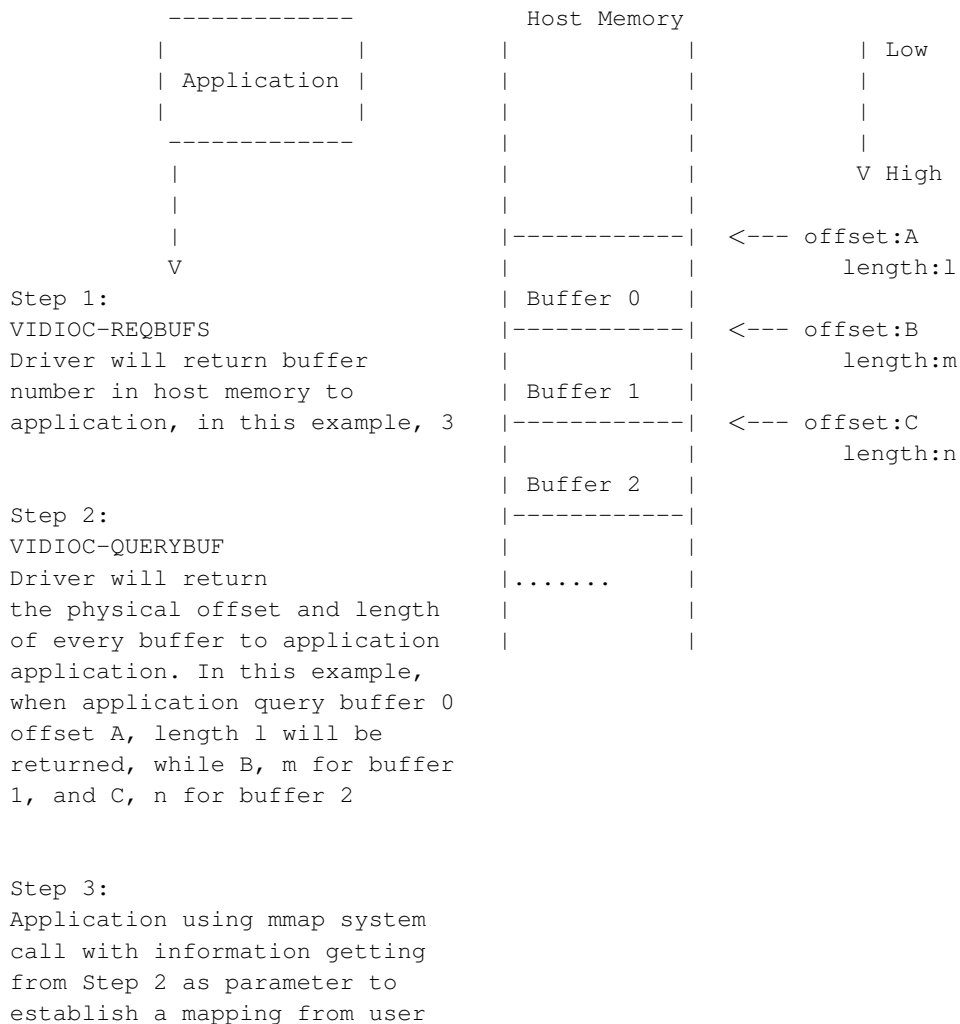 -------------           Host Memory
|             |         |            |           | Low
| Application |         |            |           |
|             |         |            |           |
-------------          |            |           |
|                      |            |           V High
|                      |            |
|                      |------------|  <--- offset:A
V                      |            |         length:l
Step 1:                                | Buffer 0   |
VIDIOC-REQBUFS                         |------------|  <--- offset:B
Driver will return buffer              |            |         length:m
number in host memory to               | Buffer 1   |
application, in this example, 3        |------------|  <--- offset:C
|            |         length:n
| Buffer 2   |
Step 2:                                |------------|
VIDIOC-QUERYBUF                        |            |
Driver will return                     |.......     |
the physical offset and length         |            |
of every buffer to application         |            |
application. In this example,
when application query buffer 0
offset A, length l will be
returned, while B, m for buffer
1, and C, n for buffer 2
Step 3:
Application using mmap system
call with information getting
from Step 2 as parameter to
establish a mapping from user